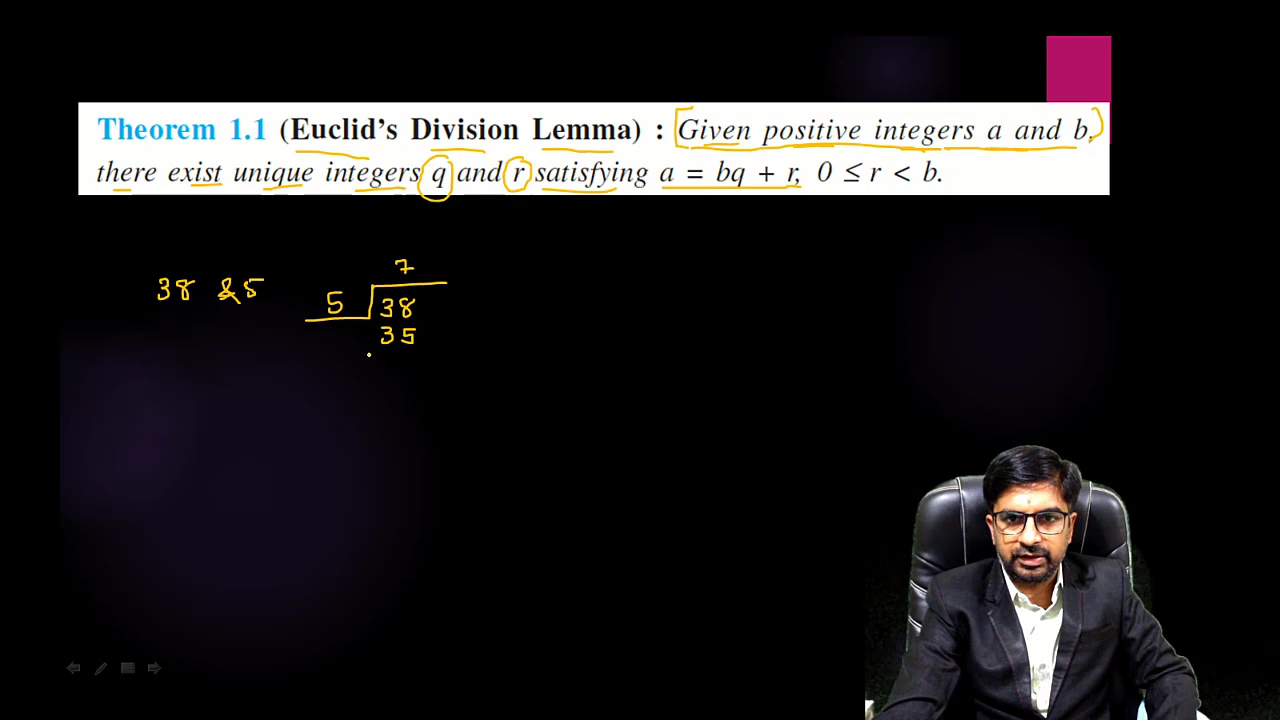 Theorem 1.1 (Euclid's Division Lemma) : Given positive integers a and b,
there exist unique integers q and r satisfying a = bq + r, 0 ≤ r < b.
7
38 & 5
5 38
35